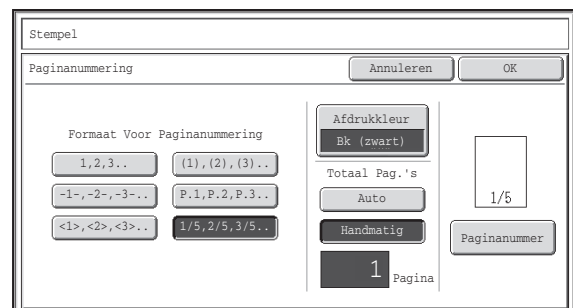 Stempel
Paginanummering
Annuleren
OK
Formaat Voor Paginanummering
1,2,3..
(1),(2),(3)..
-1-,-2-,-3-..
P.1,P.2,P.3..
<1>,<2>,<3>..
1/5,2/5,3/5..
Afdrukkleur
Bk (zwart)
Totaal Pag.'s
Auto
Handmatig
1 Pagina
1/5
Paginanummer